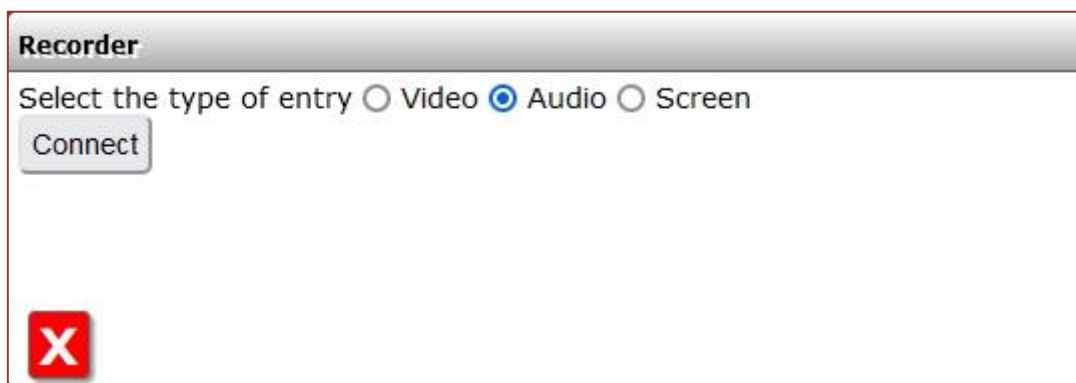 Recorder
Select the type of entry Video Audio Screen
Connect
X